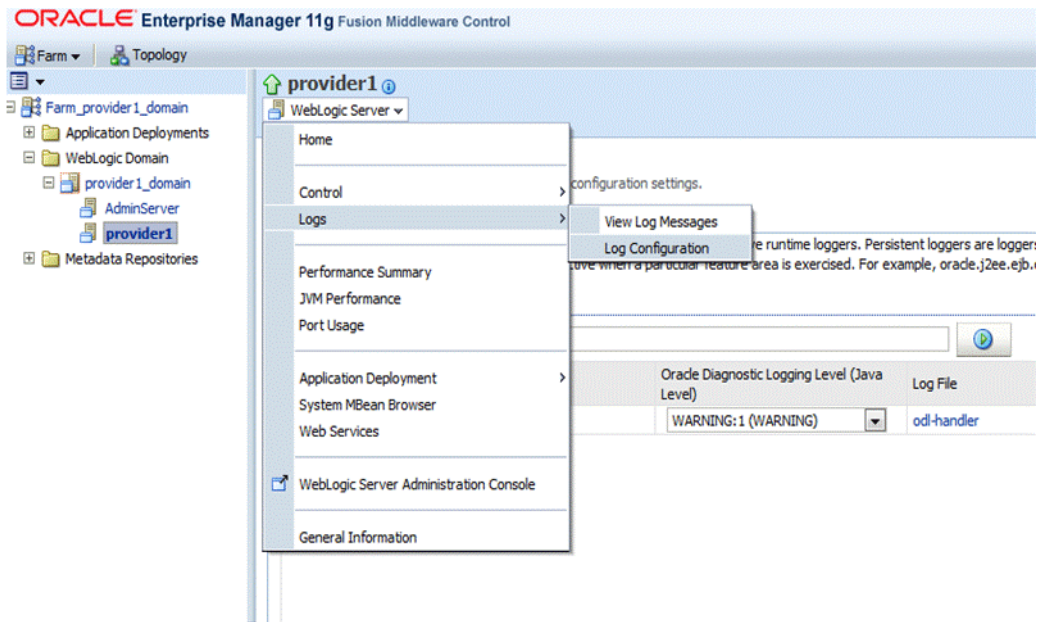 ORACLE Enterprise Manager 11g Fusion Middleware Control
Farm
Topology
Farm_provider1_domain
Application Deployments
WebLogic Domain
provider1_domain
AdminServer
provider1
Metadata Repositories
provider1
WebLogic Server
Home
Control
Logs
Performance Summary
JVM Performance
Port Usage
Application Deployment
System MBean Browser
Web Services
WebLogic Server Administration Console
General Information
View Log Messages
Log Configuration
configuration settings.
runtime loggers. Persistent loggers are loggers
when a particular feature area is exercised. For example, oracle.j2ee.ejb.
Oracle Diagnostic Logging Level (Java
Level)
Log File
WARNING:1 (WARNING)
odl-handler